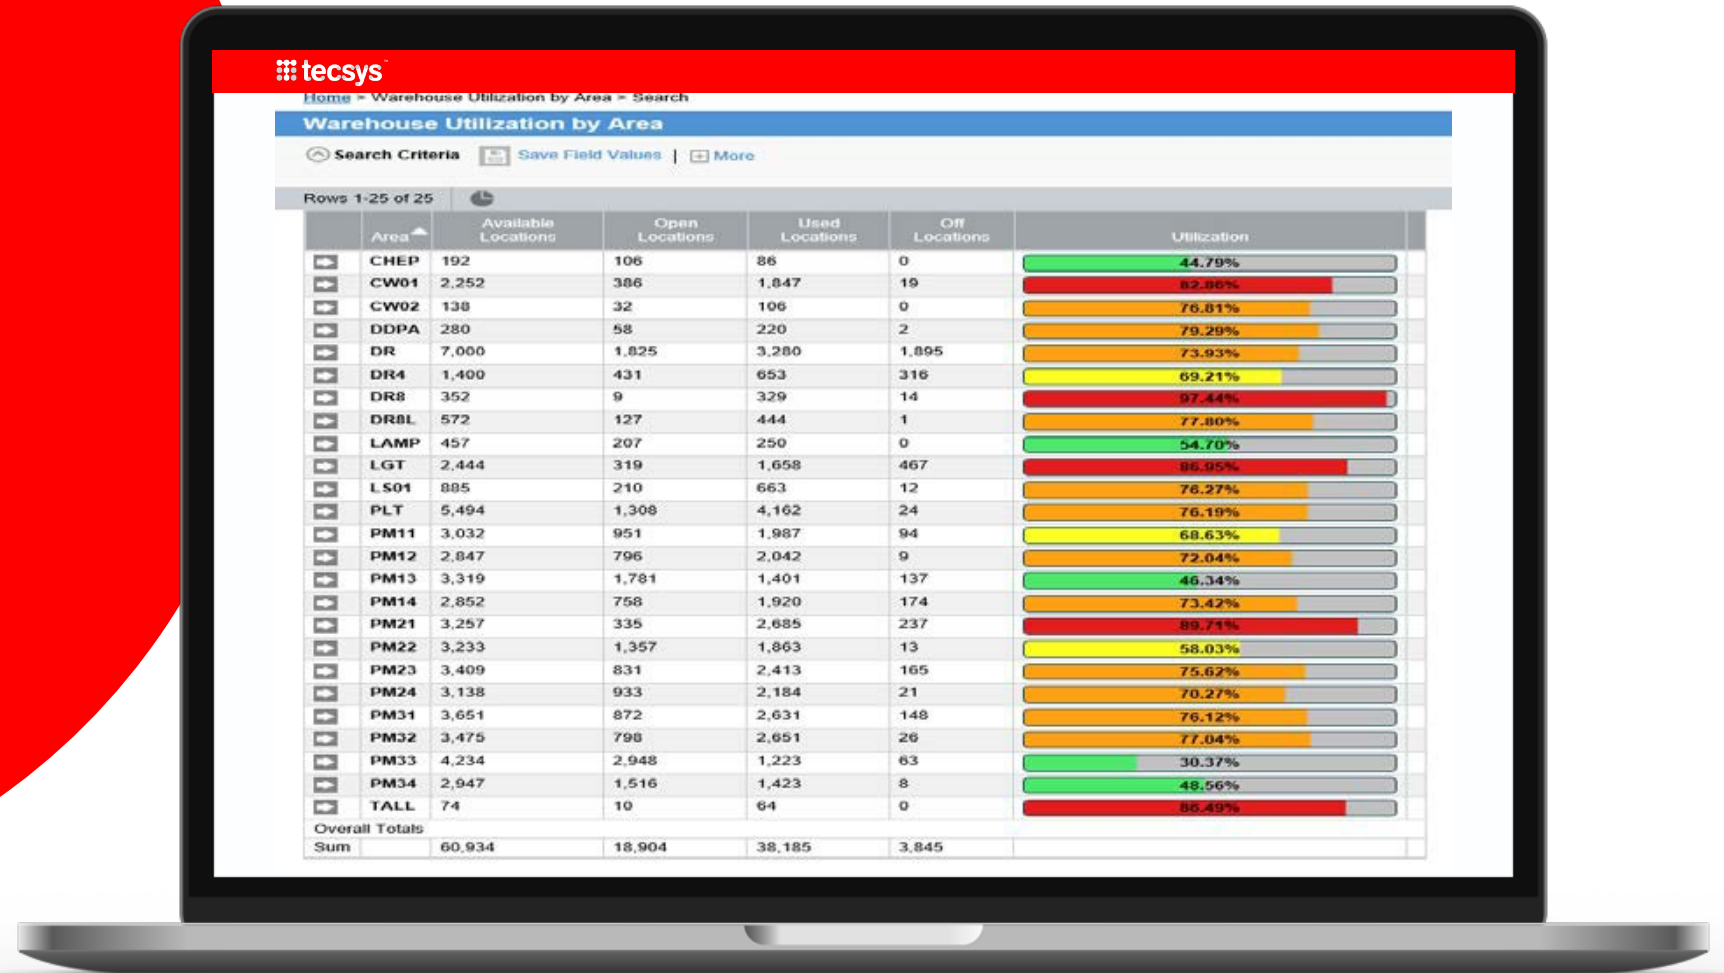 tecsys
Home > Warehouse Utilization by Area > Search
Warehouse Utilization by Area
Search Criteria Save Field Values | More
Rows 1-25 of 25
Area Available Locations Open Locations Used Locations Off Locations Utilization
CHEP 192 106 86 0 44.79%
CW01 2,252 386 1,847 19 82.86%
CW02 138 32 106 0 76.81%
DDPA 280 58 220 2 79.29%
DR 7,000 1,825 3,280 1,895 73.93%
DR4 1,400 431 653 316 69.21%
DR8 352 9 329 14 97.44%
DR8L 572 127 444 1 77.80%
LAMP 457 207 250 0 54.70%
LGT 2,444 319 1,658 467 86.95%
LS01 885 210 663 12 76.27%
PLT 5,494 1,308 4,162 24 76.19%
PM11 3,032 951 1,987 94 68.63%
PM12 2,847 796 2,042 9 72.04%
PM13 3,319 1,781 1,401 137 46.34%
PM14 2,852 758 1,920 174 73.42%
PM21 3,257 335 2,685 237 89.71%
PM22 3,233 1,357 1,863 13 58.03%
PM23 3,409 831 2,413 165 75.62%
PM24 3,138 933 2,184 21 70.27%
PM31 3,651 872 2,631 148 76.12%
PM32 3,475 798 2,651 26 77.04%
PM33 4,234 2,948 1,223 63 30.37%
PM34 2,947 1,516 1,423 8 48.56%
TALL 74 10 64 0 86.49%
Overall Totals
Sum 60,934 18,904 38,185 3,845